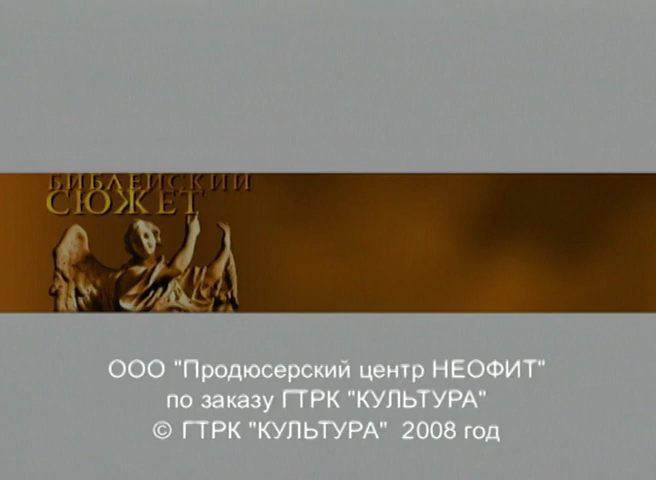 БИБЛЕЙСКИЙ
СЮЖЕТ
ООО "Продюсерский центр НЕОФИТ"
по заказу ГТРК "КУЛЬТУРА"
© ГТРК "КУЛЬТУРА" 2008 год